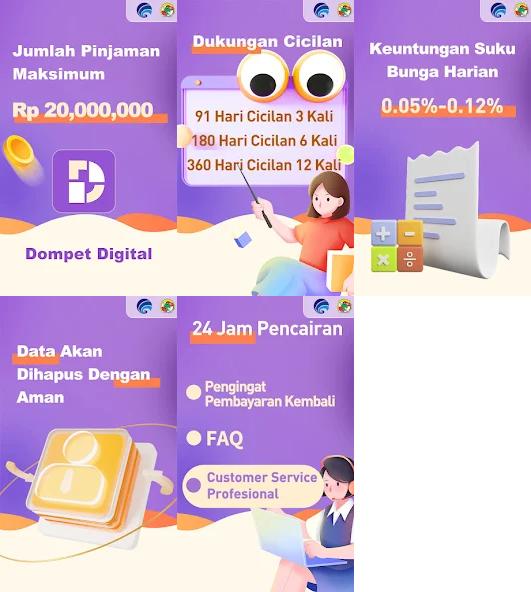 Jumlah Pinjaman
Maksimum
Rp 20,000,000
Dompet Digital
Dukungan Cicilan
91 Hari Cicilan 3 Kali
180 Hari Cicilan 6 Kali
360 Hari Cicilan 12 Kali
Keuntungan Suku
Bunga Harian
0.05%-0.12%
Data Akan
Dihapus Dengan
Aman
24 Jam Pencairan
Pengingat
Pembayaran Kembali
FAQ
Customer Service
Profesional